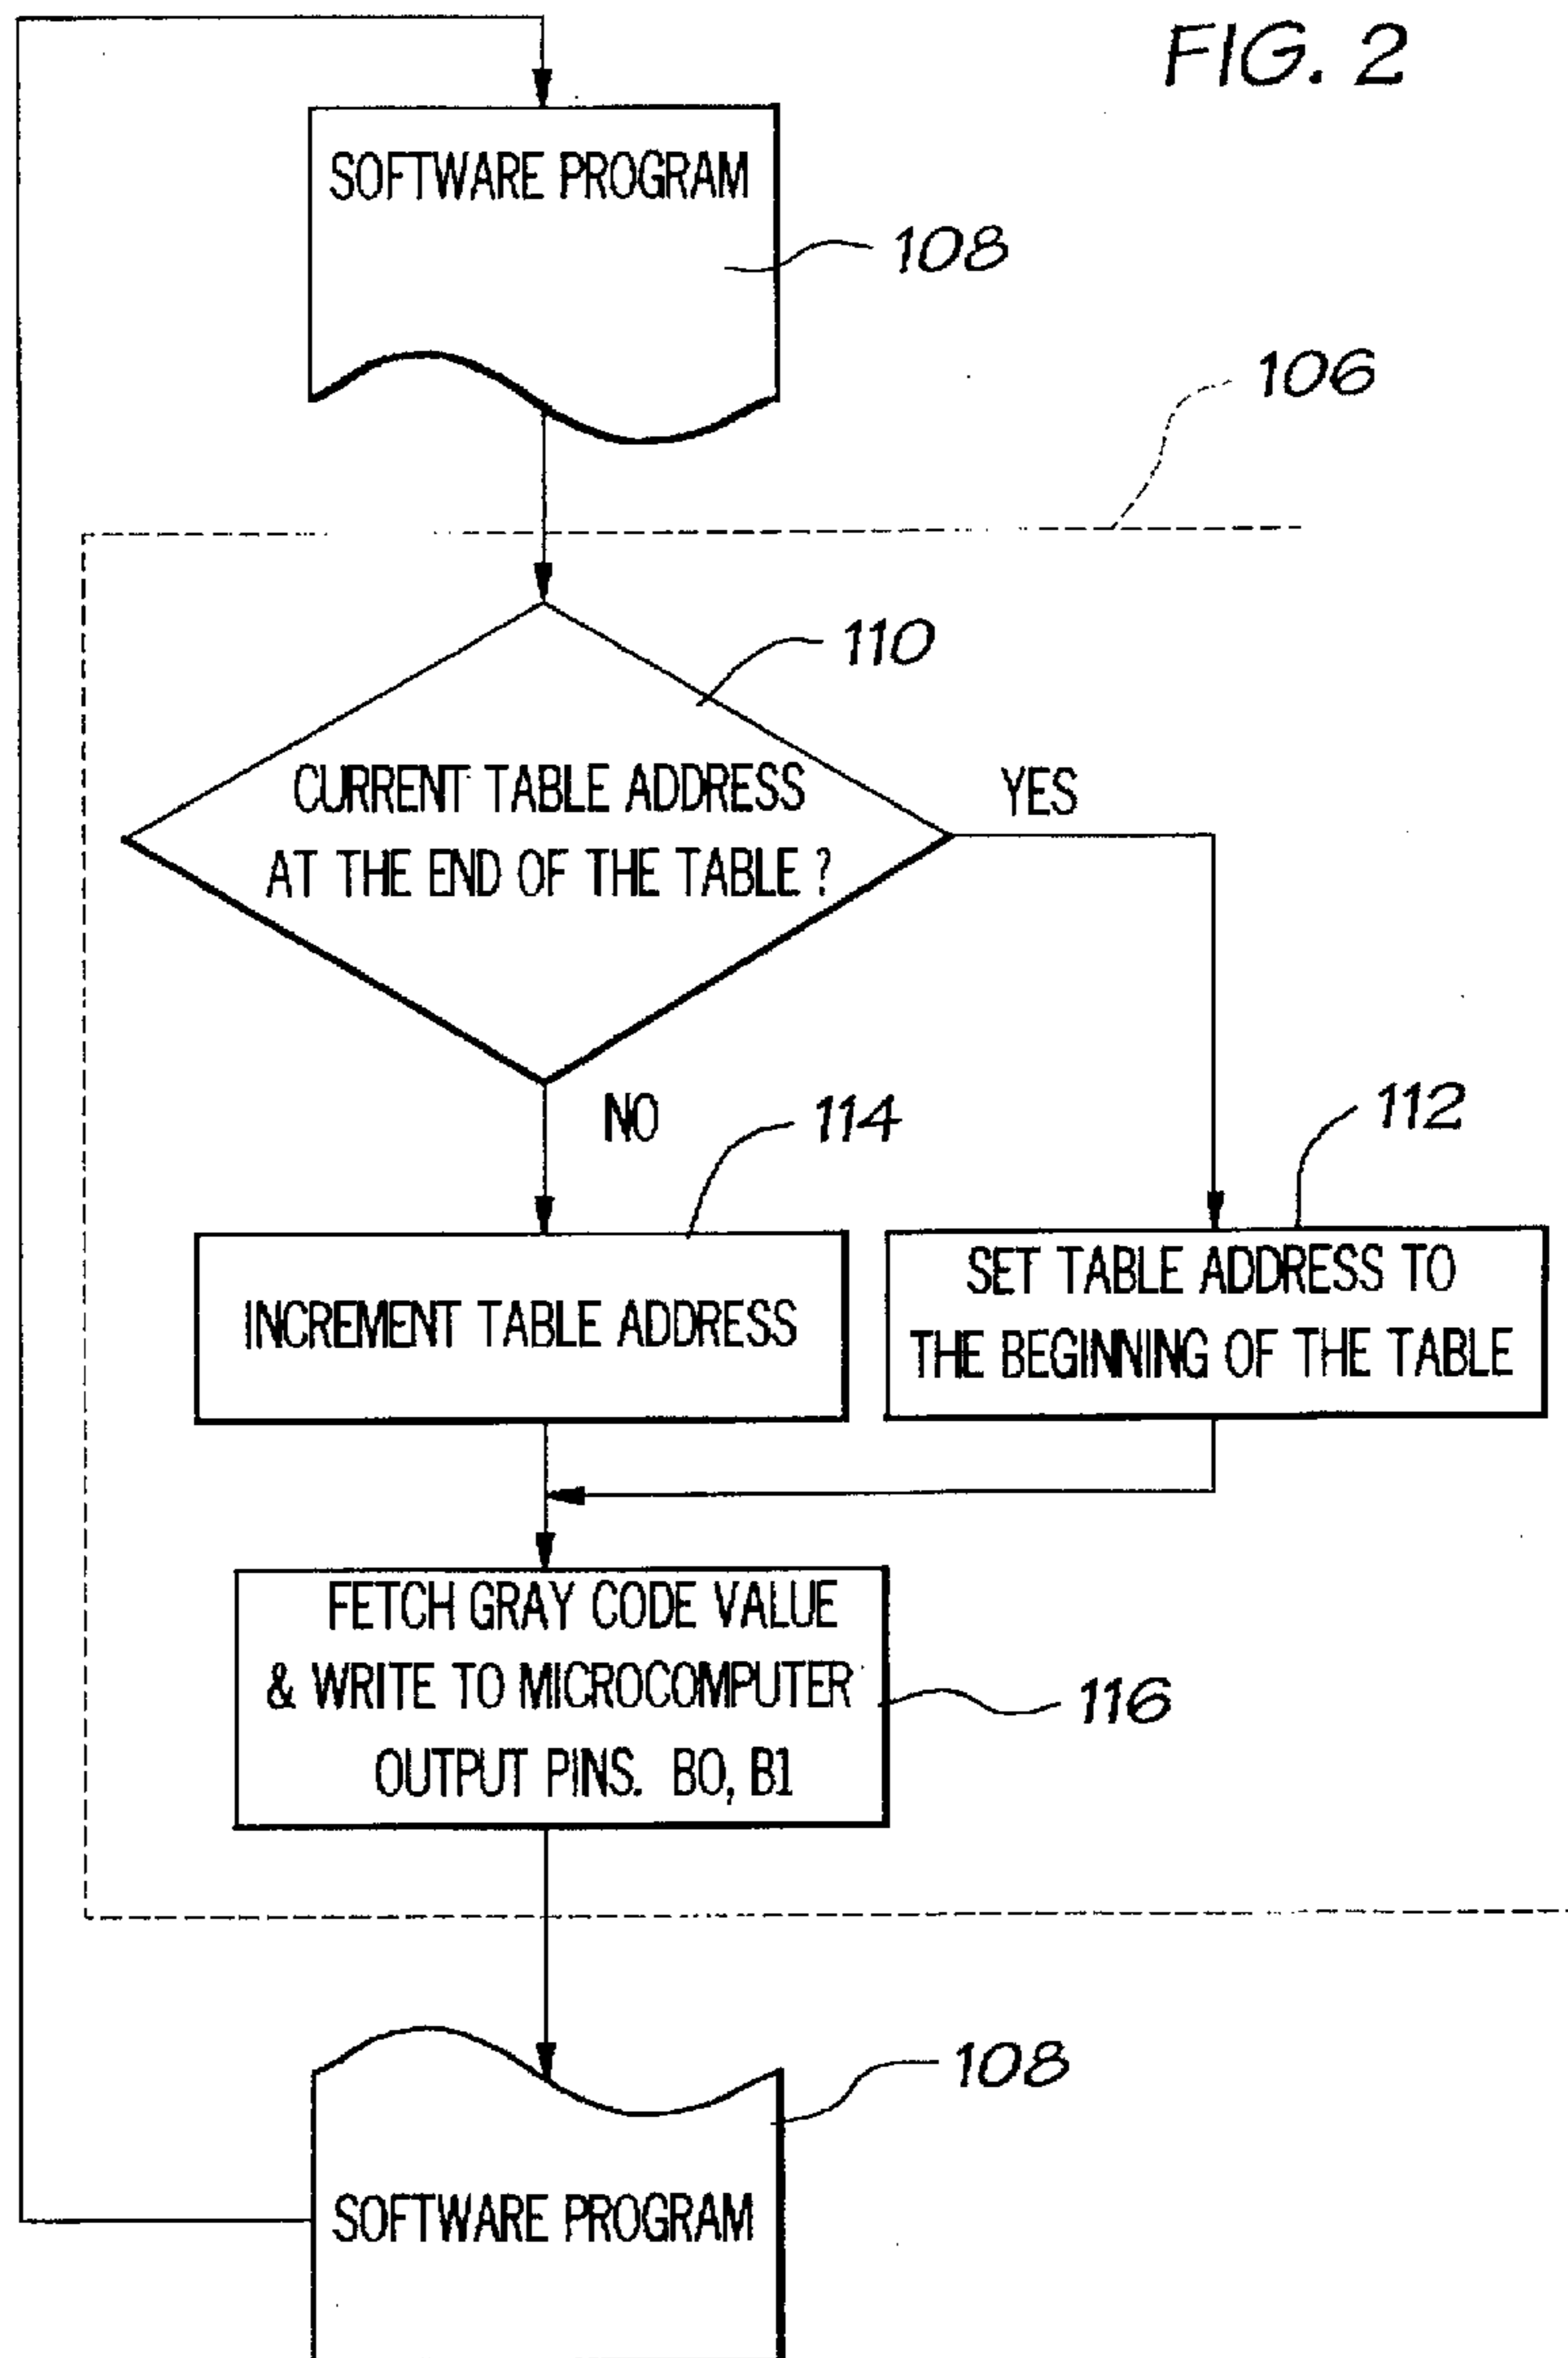 FIG. 2
SOFTWARE PROGRAM
108
106
110
CURRENT TABLE ADDRESS
AT THE END OF THE TABLE ?
YES
NO
114
112
INCREMENT TABLE ADDRESS
SET TABLE ADDRESS TO
THE BEGINNING OF THE TABLE
FETCH GRAY CODE VALUE
& WRITE TO MICROCOMPUTER
OUTPUT PINS. B0, B1
116
108
SOFTWARE PROGRAM